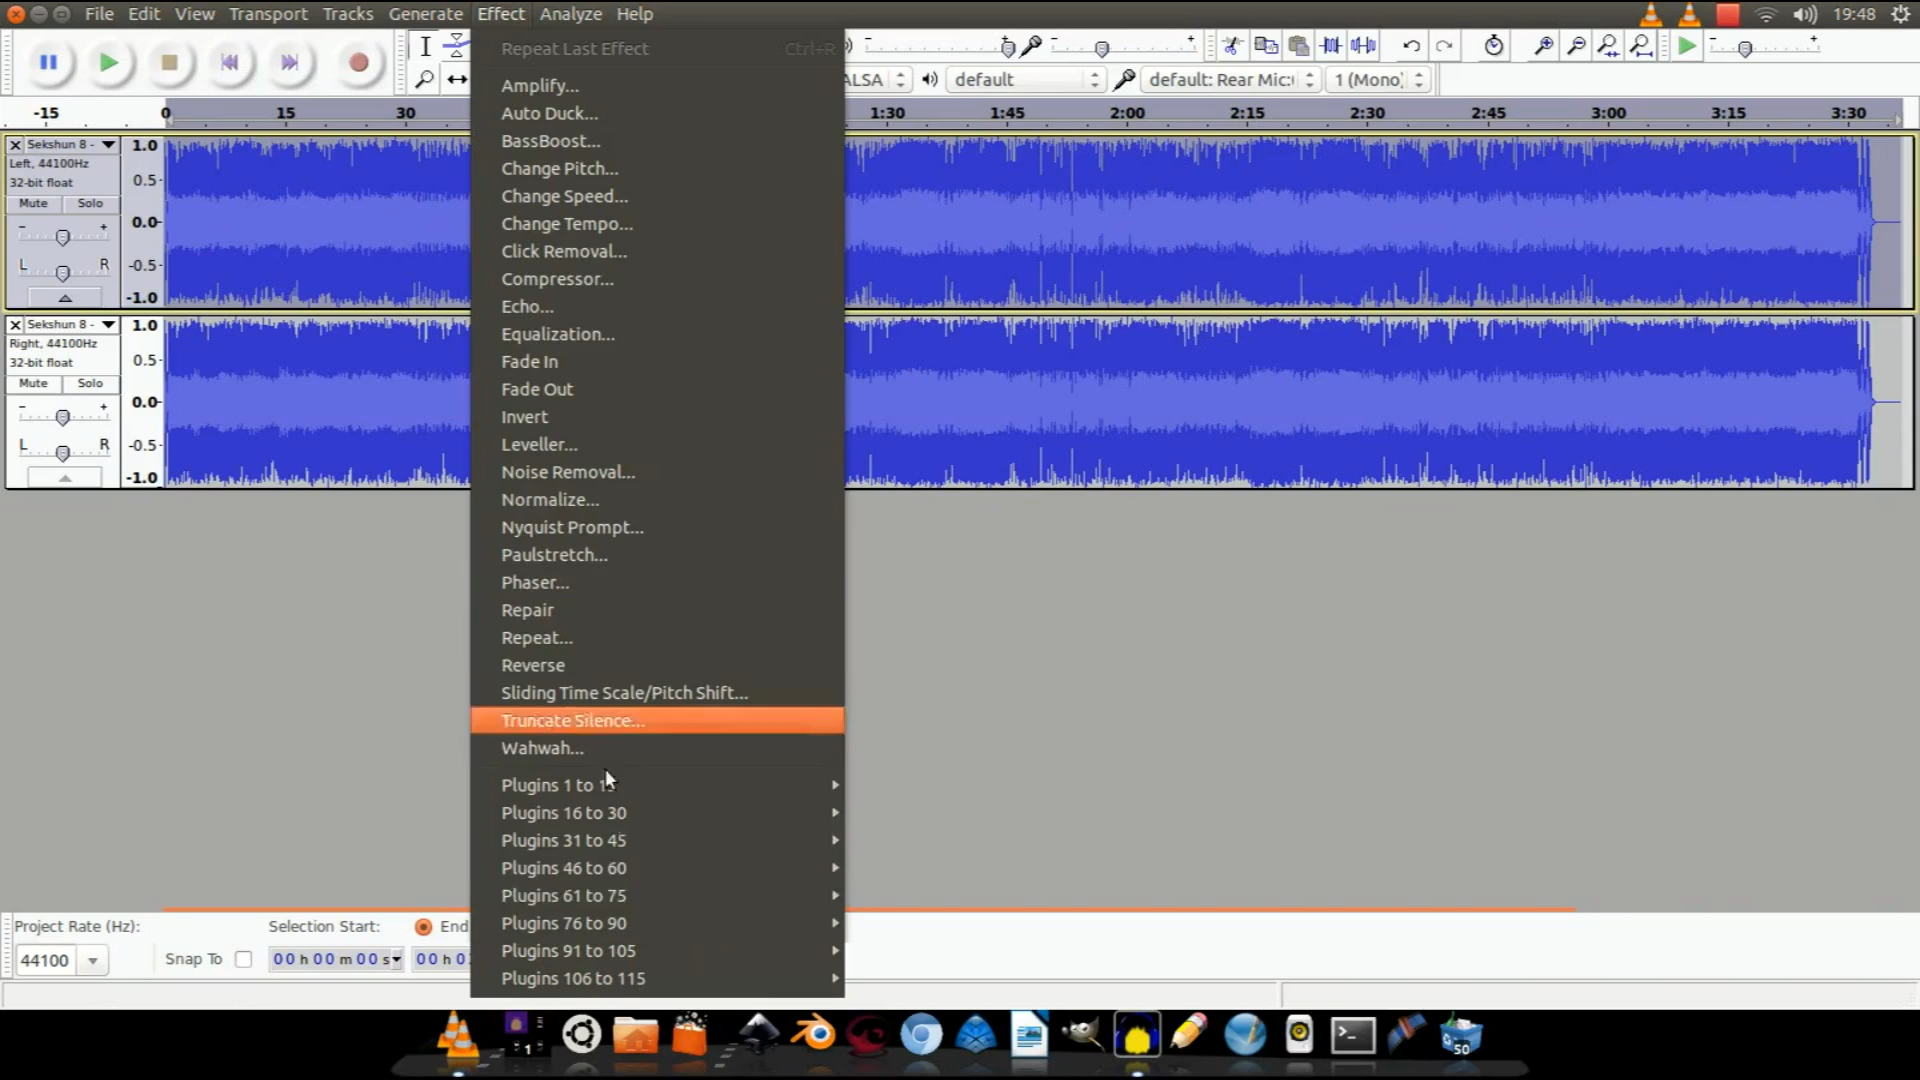 File Edit View Transport Tracks Generate Effect Analyze Help
19:48
ALSA
default
default: Rear Mic:
1 (Mono)
-15 0 15 30 1:30 1:45 2:00 2:15 2:30 2:45 3:00 3:15 3:30
Sekshun 8 -
Left, 44100Hz
32-bit float
Mute Solo
- +
L R
1.0
0.5
0.0
-0.5
-1.0
Sekshun 8 -
Right, 44100Hz
32-bit float
Mute Solo
- +
L R
1.0
0.5
0.0
-0.5
-1.0
Repeat Last Effect Ctrl+R
Amplify...
Auto Duck...
BassBoost...
Change Pitch...
Change Speed...
Change Tempo...
Click Removal...
Compressor...
Echo...
Equalization...
Fade In
Fade Out
Invert
Leveller...
Noise Removal...
Normalize...
Nyquist Prompt...
Paulstretch...
Phaser...
Repair
Repeat...
Reverse
Sliding Time Scale/Pitch Shift...
Truncate Silence...
Wahwah...
Plugins 1 to
Plugins 16 to 30
Plugins 31 to 45
Plugins 46 to 60
Plugins 61 to 75
Plugins 76 to 90
Plugins 91 to 105
Plugins 106 to 115
Project Rate (Hz):
44100
Snap To
Selection Start:
End
00 h 00 m 00 s
00 h
1
50